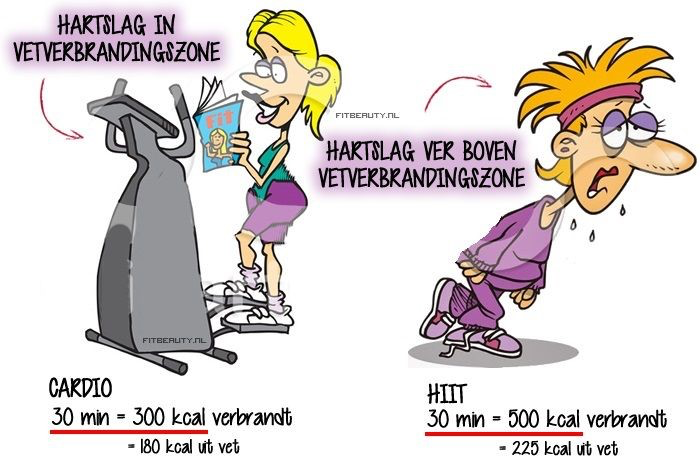 HARTSLAG IN
VETVERBRANDINGSZONE
Fit
FITBEAUTY.NL
HARTSLAG VER BOVEN
VETVERBRANDINGSZONE
FITBEAUTY.NL
CARDIO
30 min = 300 kcal verbrandt
= 180 kcal uit vet
HIIT
30 min = 500 kcal verbrandt
= 225 kcal uit vet